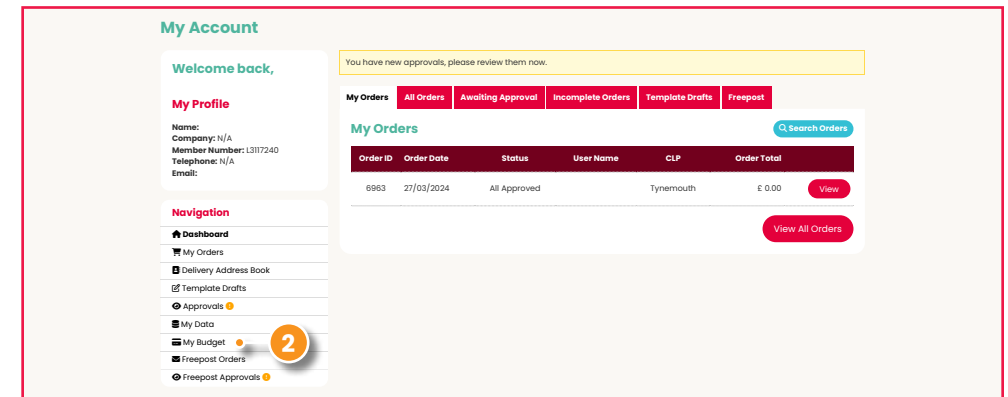 My Account
Welcome back,
My Profile
Name:
Company: N/A
Member Number: L3117240
Telephone: N/A
Email:
Navigation
Dashboard
My Orders
Delivery Address Book
Template Drafts
Approvals
My Data
My Budget
2
Freepost Orders
Freepost Approvals
You have new approvals, please review them now.
My Orders All Orders Awaiting Approval Incomplete Orders Template Drafts Freepost
My Orders
Search Orders
Order ID Order Date Status User Name CLP Order Total
6963 27/03/2024 All Approved Tynemouth £ 0.00 View
View All Orders